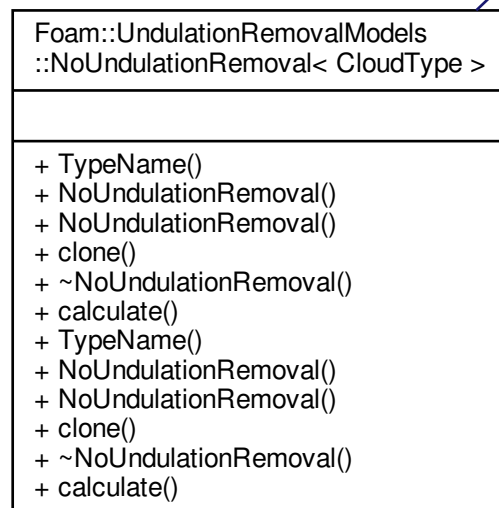 Foam::UndulationRemovalModels
::NoUndulationRemoval< CloudType >
+ TypeName()
+ NoUndulationRemoval()
+ NoUndulationRemoval()
+ clone()
+ ~NoUndulationRemoval()
+ calculate()
+ TypeName()
+ NoUndulationRemoval()
+ NoUndulationRemoval()
+ clone()
+ ~NoUndulationRemoval()
+ calculate()